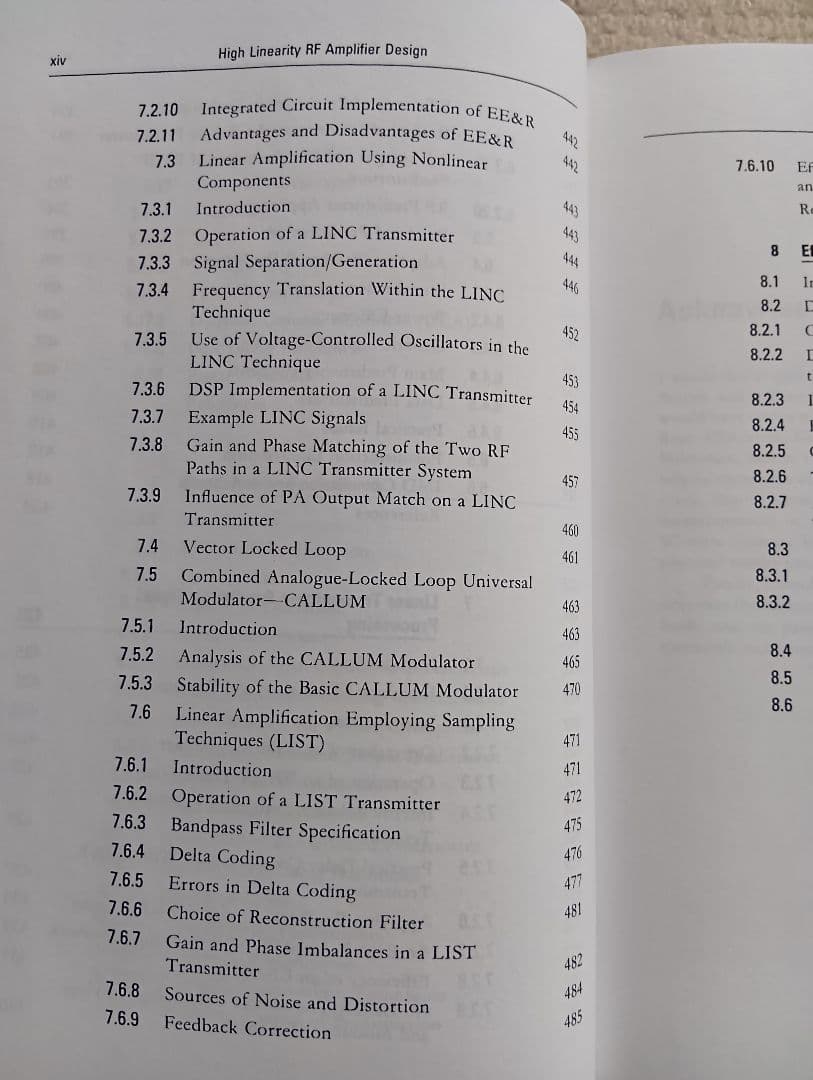 xiv High Linearity RF Amplifier Design
7.2.10 Integrated Circuit Implementation of EE&R 442
7.2.11 Advantages and Disadvantages of EE&R 442
7.3 Linear Amplification Using Nonlinear
Components 443
7.3.1 Introduction 443
7.3.2 Operation of a LINC Transmitter 444
7.3.3 Signal Separation/Generation 446
7.3.4 Frequency Translation Within the LINC
Technique 452
7.3.5 Use of Voltage-Controlled Oscillators in the
LINC Technique 453
7.3.6 DSP Implementation of a LINC Transmitter 454
7.3.7 Example LINC Signals 455
7.3.8 Gain and Phase Matching of the Two RF
Paths in a LINC Transmitter System 457
7.3.9 Influence of PA Output Match on a LINC
Transmitter 460
7.4 Vector Locked Loop 461
7.5 Combined Analogue-Locked Loop Universal
Modulator—CALLUM 463
7.5.1 Introduction 463
7.5.2 Analysis of the CALLUM Modulator 465
7.5.3 Stability of the Basic CALLUM Modulator 470
7.6 Linear Amplification Employing Sampling
Techniques (LIST) 471
7.6.1 Introduction 471
7.6.2 Operation of a LIST Transmitter 472
7.6.3 Bandpass Filter Specification 475
7.6.4 Delta Coding 476
7.6.5 Errors in Delta Coding 477
7.6.6 Choice of Reconstruction Filter 481
7.6.7 Gain and Phase Imbalances in a LIST
Transmitter 482
7.6.8 Sources of Noise and Distortion 484
7.6.9 Feedback Correction 485
7.6.10
8
8.1
8.2
8.2.1
8.2.2
8.2.3
8.2.4
8.2.5
8.2.6
8.2.7
8.3
8.3.1
8.3.2
8.4
8.5
8.6